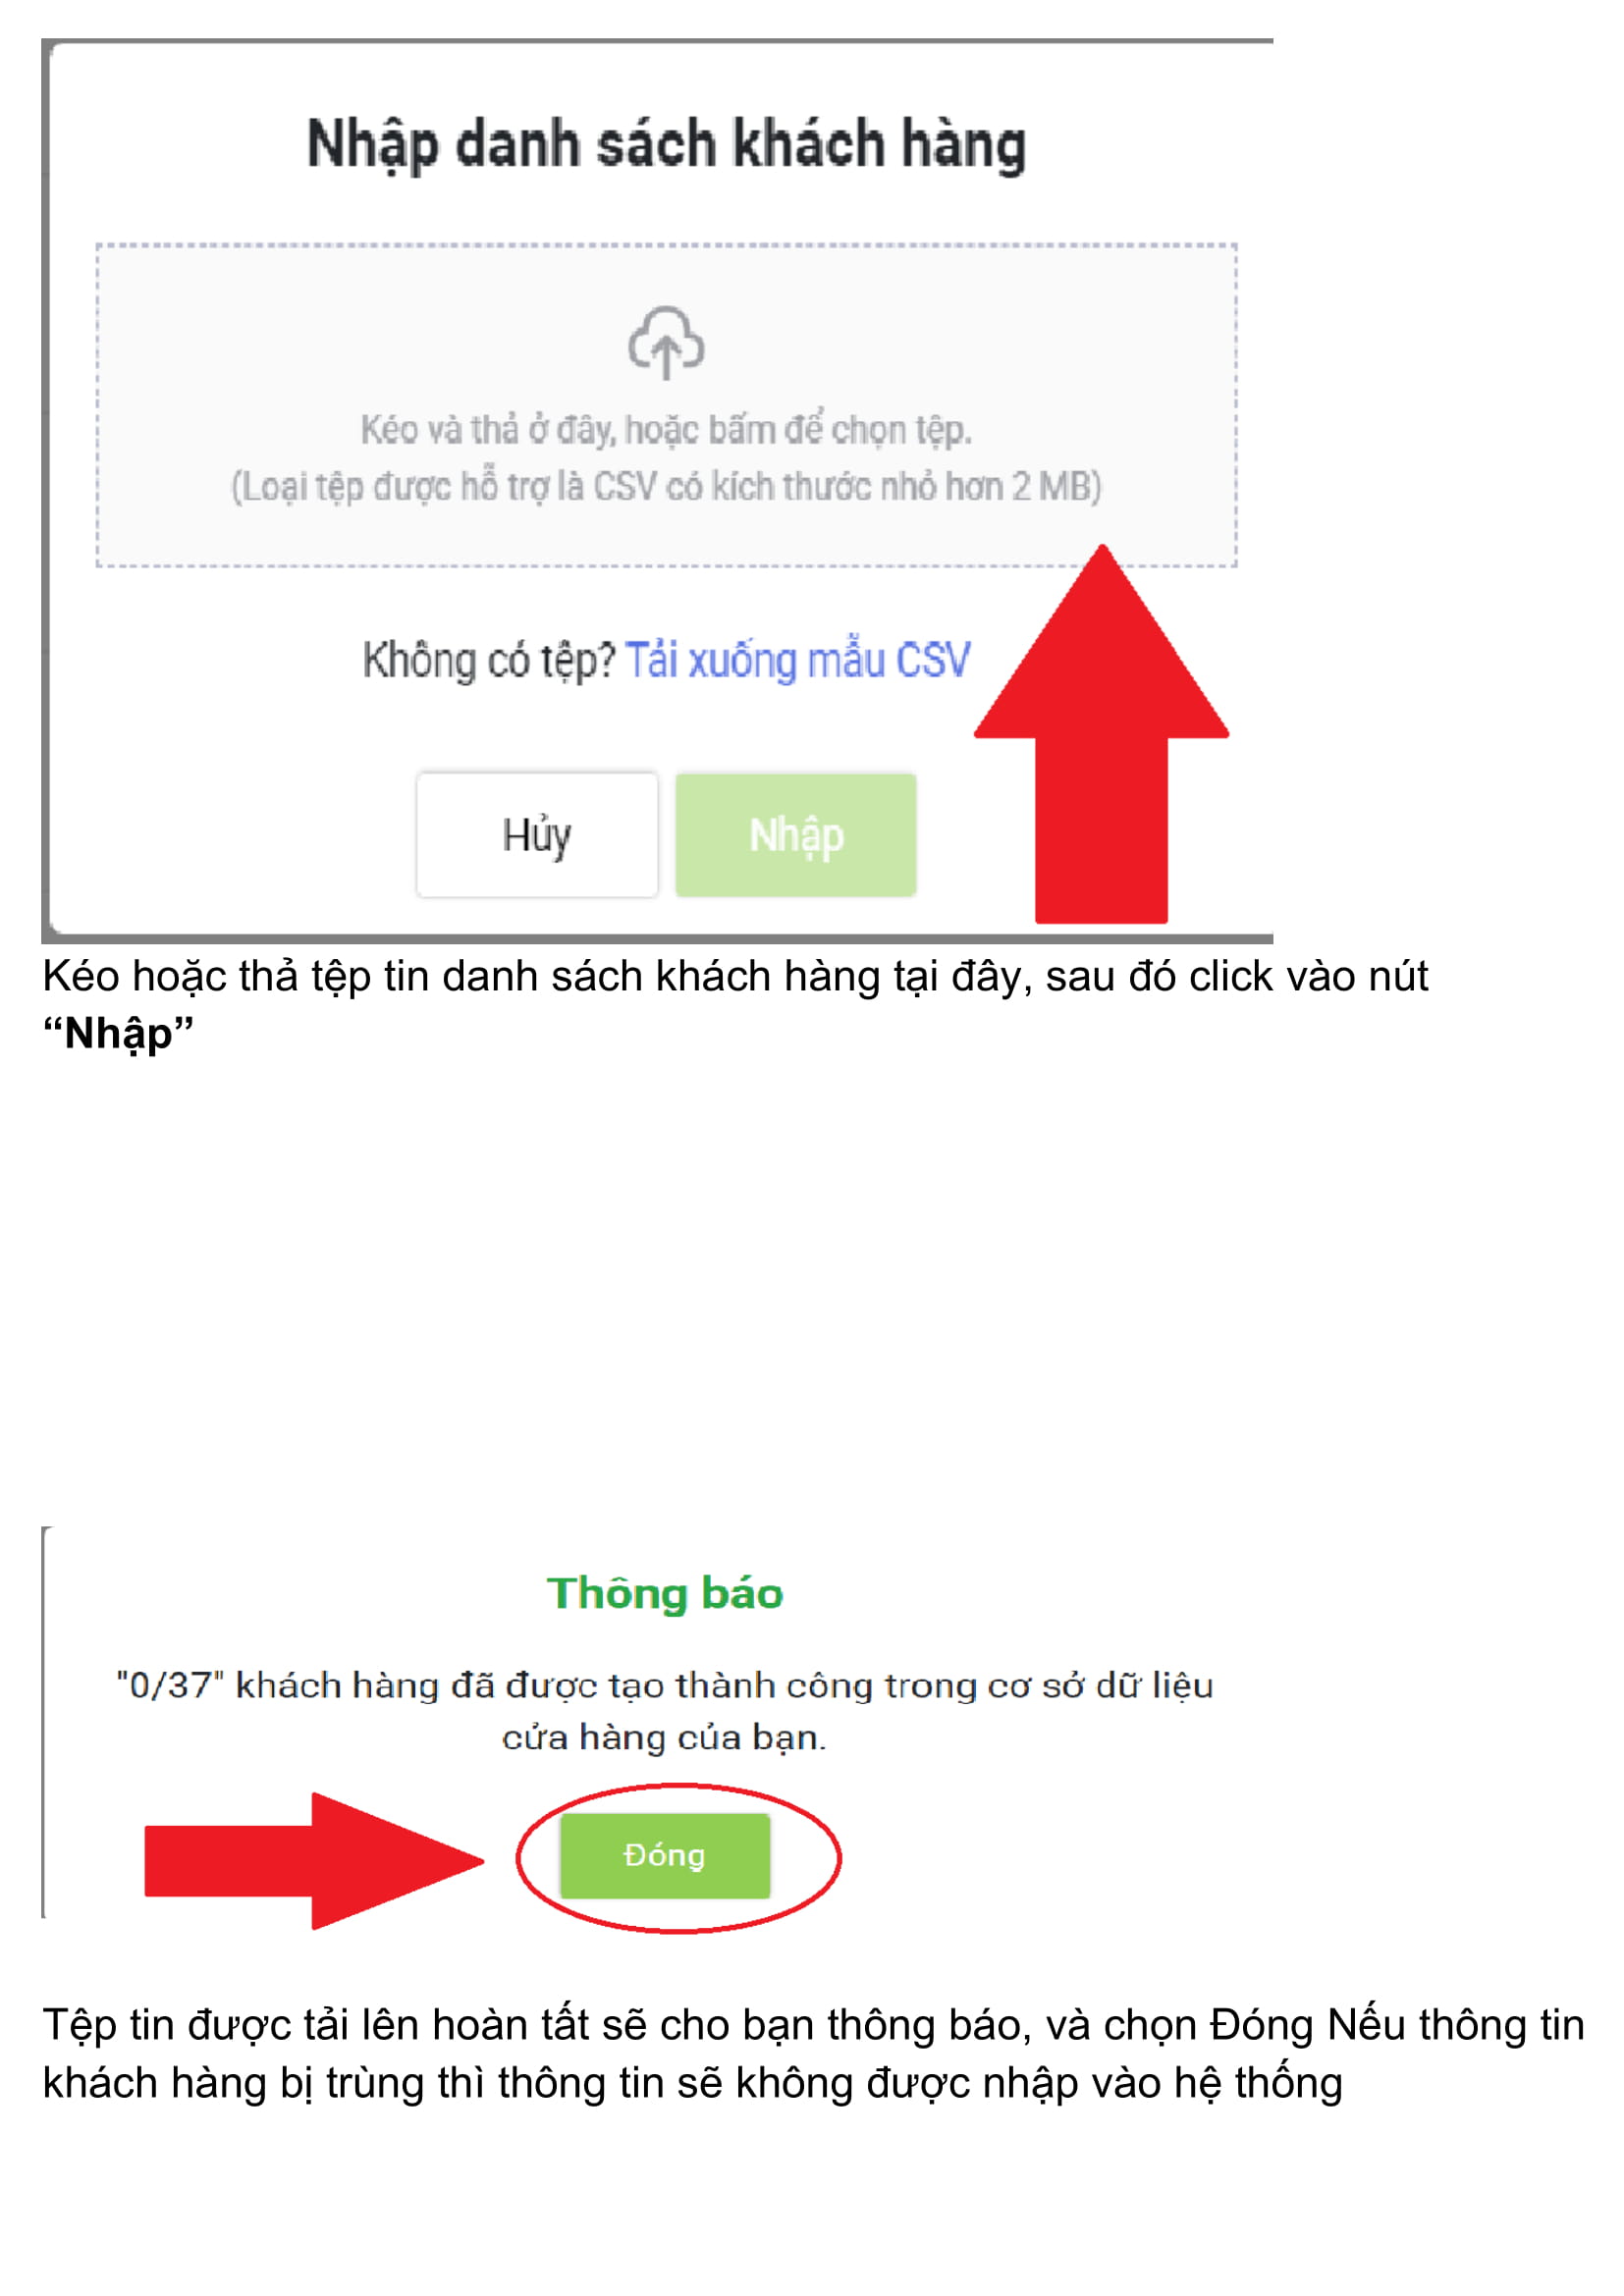 Nhập danh sách khách hàng
Kéo và thả ở đây, hoặc bấm để chọn tệp.
(Loại tệp được hỗ trợ là CSV có kích thước nhỏ hơn 2 MB)
Không có tệp? Tải xuống mẫu CSV
Hủy Nhập
Kéo hoặc thả tệp tin danh sách khách hàng tại đây, sau đó click vào nút
“Nhập”
Thông báo
"0/37" khách hàng đã được tạo thành công trong cơ sở dữ liệu
cửa hàng của bạn.
Đóng
Tệp tin được tải lên hoàn tất sẽ cho bạn thông báo, và chọn Đóng Nếu thông tin
khách hàng bị trùng thì thông tin sẽ không được nhập vào hệ thống